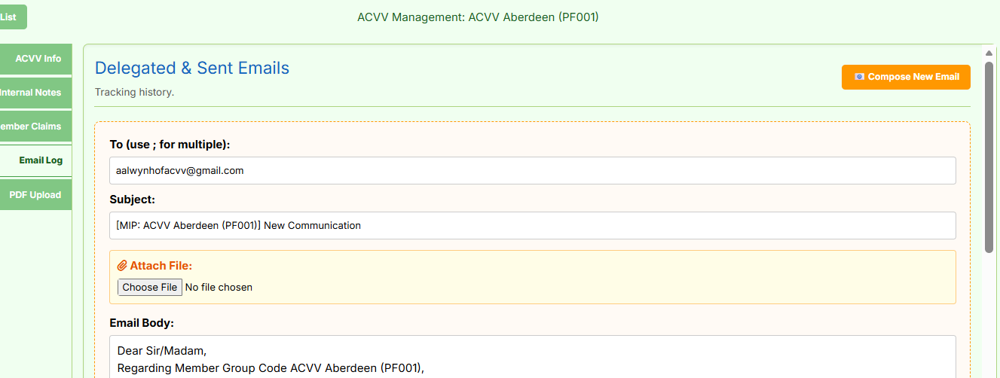 List
ACVV Management: ACVV Aberdeen (PF001)
ACVV Info
Internal Notes
ember Claims
Email Log
PDF Upload
Delegated & Sent Emails
Tracking history.
Compose New Email
To (use ; for multiple):
aalwynhofacvv@gmail.com
Subject:
[MIP: ACVV Aberdeen (PF001)] New Communication
Attach File:
Choose File No file chosen
Email Body:
Dear Sir/Madam,
Regarding Member Group Code ACVV Aberdeen (PF001),